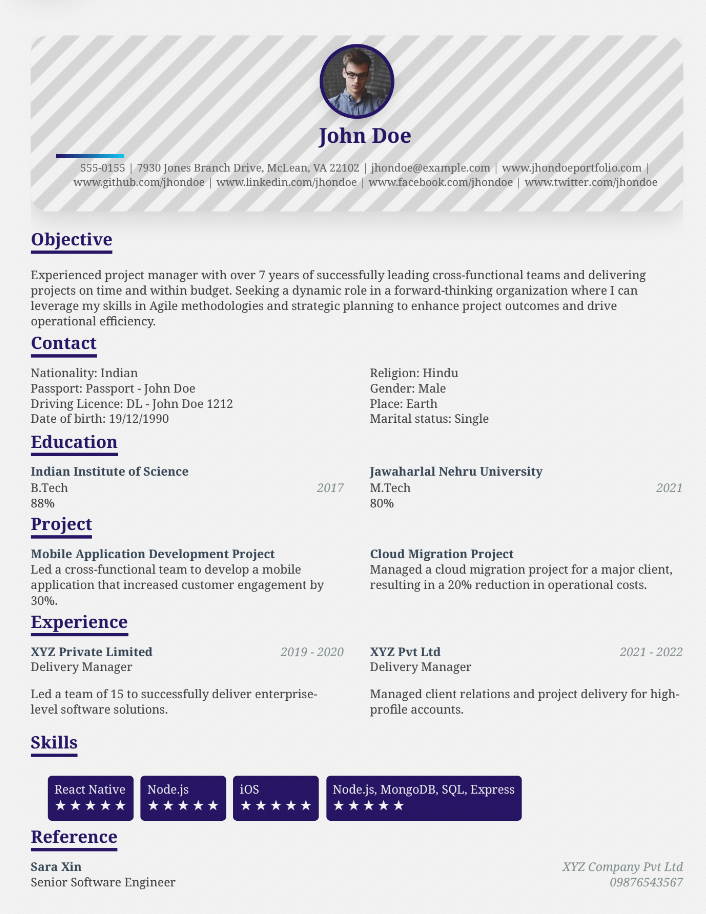 John Doe
555-0155 | 7930 Jones Branch Drive, McLean, VA 22102 | jhondoe@example.com | www.jhondoeportfolio.com |
www.github.com/jhondoe | www.linkedin.com/jhondoe | www.facebook.com/jhondoe | www.twitter.com/jhondoe
Objective
Experienced project manager with over 7 years of successfully leading cross-functional teams and delivering
projects on time and within budget. Seeking a dynamic role in a forward-thinking organization where I can
leverage my skills in Agile methodologies and strategic planning to enhance project outcomes and drive
operational efficiency.
Contact
Nationality: Indian
Passport: Passport - John Doe
Driving Licence: DL - John Doe 1212
Date of birth: 19/12/1990
Religion: Hindu
Gender: Male
Place: Earth
Marital status: Single
Education
Indian Institute of Science
B.Tech 2017
88%
Jawaharlal Nehru University
M.Tech 2021
80%
Project
Mobile Application Development Project
Led a cross-functional team to develop a mobile
application that increased customer engagement by
30%.
Cloud Migration Project
Managed a cloud migration project for a major client,
resulting in a 20% reduction in operational costs.
Experience
XYZ Private Limited 2019 - 2020
Delivery Manager
Led a team of 15 to successfully deliver enterprise-
level software solutions.
XYZ Pvt Ltd 2021 - 2022
Delivery Manager
Managed client relations and project delivery for high-
profile accounts.
Skills
React Native
★★★★★
Node.js
★★★★★
iOS
★★★★★
Node.js, MongoDB, SQL, Express
★★★★★
Reference
Sara Xin XYZ Company Pvt Ltd
Senior Software Engineer 09876543567